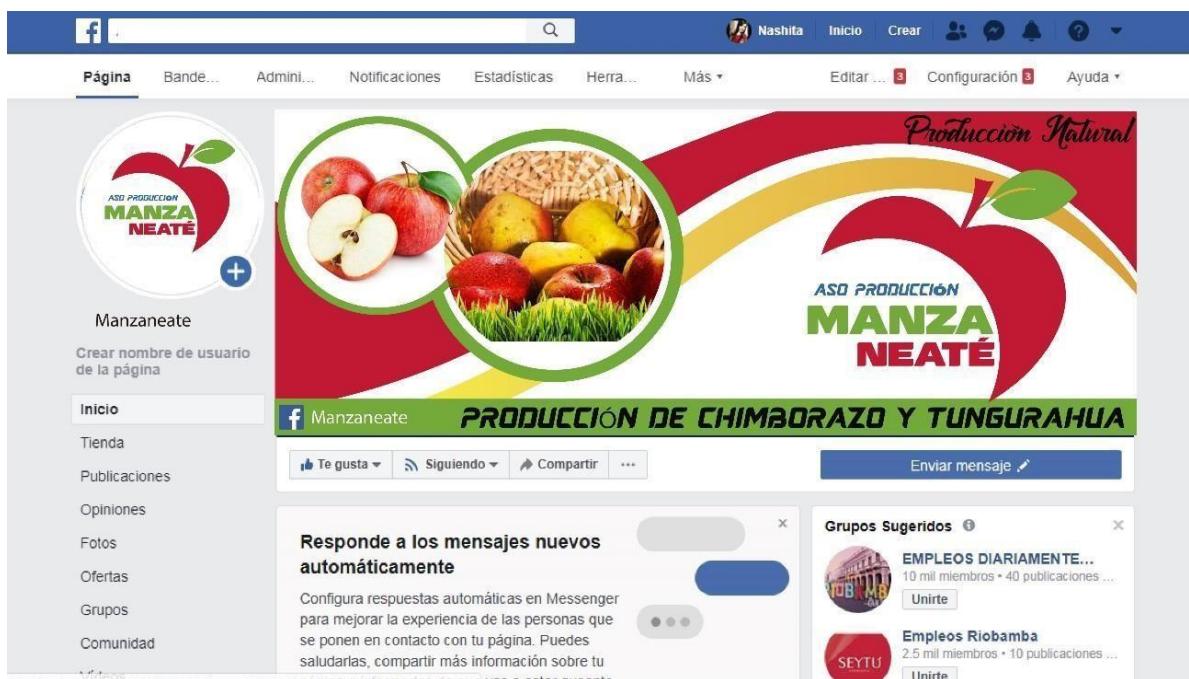 Nashita Inicio Crear
Página Bande... Admini... Notificaciones Estadísticas Herra... Más Editar ... 3 Configuración 3 Ayuda
ASO PRODUCCIÓN
MANZA
NEATÉ
Manzaneate
Crear nombre de usuario
de la página
Inicio
Tienda
Publicaciones
Opiniones
Fotos
Ofertas
Grupos
Comunidad
Vídeos
Producción Natural
ASO PRODUCCIÓN
MANZA
NEATÉ
Manzaneate PRODUCCIÓN DE CHIMBORAZO Y TUNGURAHUA
Te gusta Siguiendo Compartir ... Enviar mensaje
Responde a los mensajes nuevos
automáticamente
Configura respuestas automáticas en Messenger
para mejorar la experiencia de las personas que
se ponen en contacto con tu página. Puedes
saludarlas, compartir más información sobre tu
Grupos Sugeridos
EMPLEOS DIARIAMENTE...
10 mil miembros • 40 publicaciones ...
Unirte
Empleos Riobamba
2.5 mil miembros • 10 publicaciones ...
Unirte
SEYTÚ